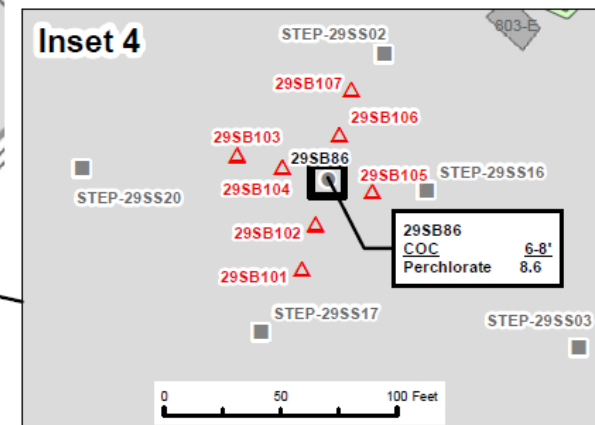 Inset 4
603-E
STEP-29SS02
29SB107
29SB106
29SB103
29SB86
29SB104
29SB105
STEP-29SS16
STEP-29SS20
29SB102
29SB86
COC 6-8'
Perchlorate 8.6
29SB101
STEP-29SS17
STEP-29SS03
0 50 100 Feet